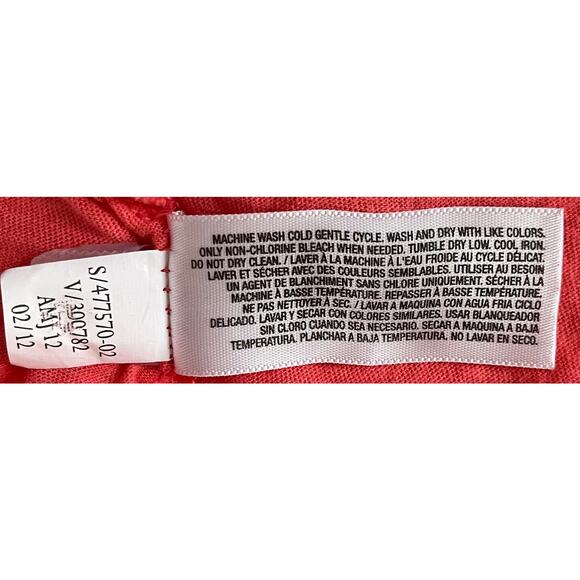 S/477570-02
V/300782
AMJ 12
02/12
MACHINE WASH COLD GENTLE CYCLE. WASH AND DRY WITH LIKE COLORS.
ONLY NON-CHLORINE BLEACH WHEN NEEDED. TUMBLE DRY LOW. COOL IRON.
DO NOT DRY CLEAN. / LAVER À LA MACHINE À L'EAU FROIDE AU CYCLE DÉLICAT.
LAVER ET SÉCHER AVEC DES COULEURS SEMBLABLES. UTILISER AU BESOIN
UN AGENT DE BLANCHIMENT SANS CHLORE UNIQUEMENT. SÉCHER À LA
MACHINE À BASSE TEMPÉRATURE. REPASSER À BASSE TEMPÉRATURE.
NE PAS NETTOYER À SEC. / LAVAR A MAQUINA CON AGUA FRIA CICLO
DELICADO. LAVAR Y SECAR CON COLORES SIMILARES. USAR BLANQUEADOR
SIN CLORO CUANDO SEA NECESARIO. SECAR A MAQUINA A BAJA
TEMPERATURA. PLANCHAR A BAJA TEMPERATURA. NO LAVAR EN SECO.